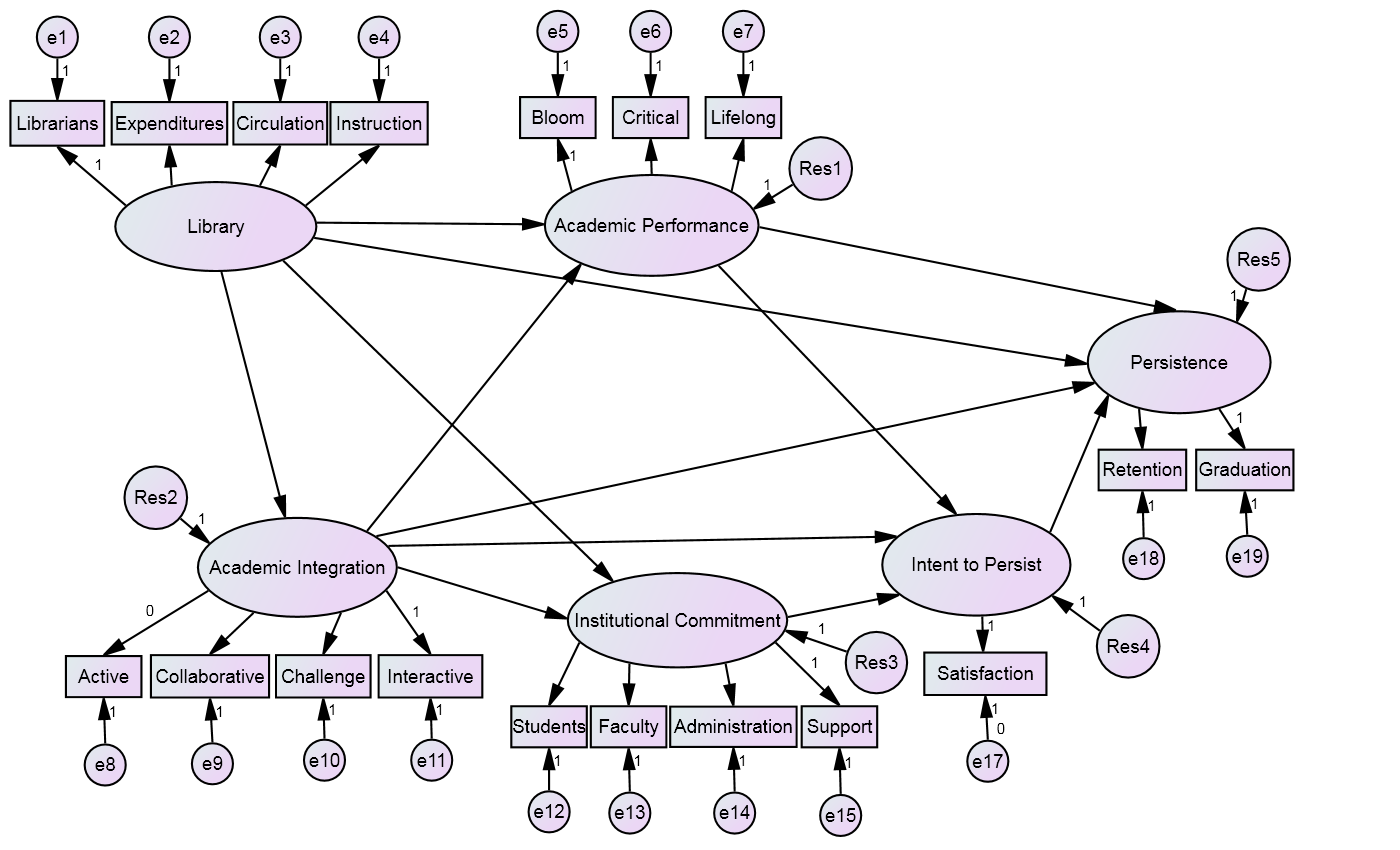 e1
e2
e3
e4
e5
e6
e7
1
1
1
1
1
1
1
Librarians
Expenditures
Circulation
Instruction
Bloom
Critical
Lifelong
1
1
Res1
1
Library
Academic Performance
Res5
1
Persistence
1
Retention
Graduation
1
1
e18
e19
Res2
1
Academic Integration
Intent to Persist
0
1
Institutional Commitment
1
Res3
1
1
Res4
1
Active
Collaborative
Challenge
Interactive
Satisfaction
1
1
1
1
1
0
Students
Faculty
Administration
Support
e8
e9
e10
e11
e17
1
1
1
1
e12
e13
e14
e15